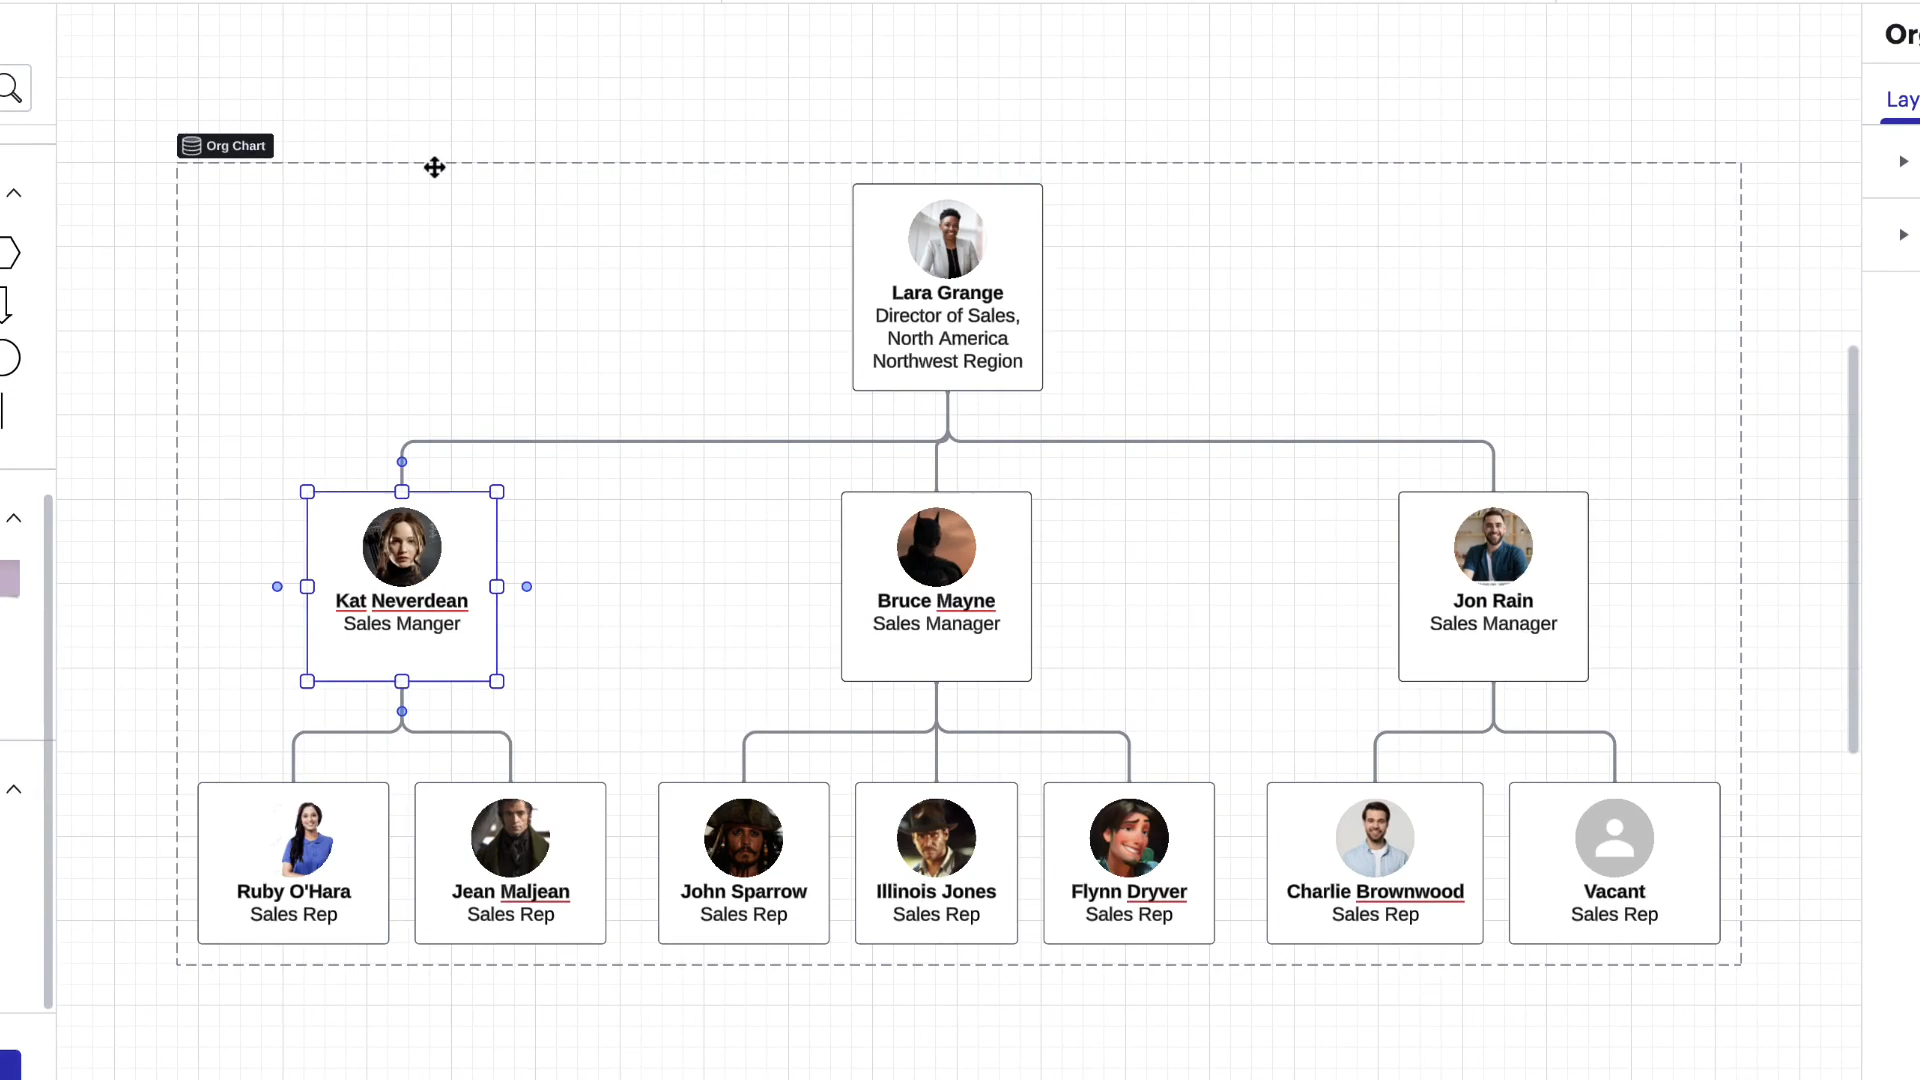 Org
Lay
Org Chart
Lara Grange
Director of Sales,
North America
Northwest Region
Kat Neverdean
Sales Manger
Bruce Mayne
Sales Manager
Jon Rain
Sales Manager
Ruby O'Hara
Sales Rep
Jean Maljean
Sales Rep
John Sparrow
Sales Rep
Illinois Jones
Sales Rep
Flynn Dryver
Sales Rep
Charlie Brownwood
Sales Rep
Vacant
Sales Rep